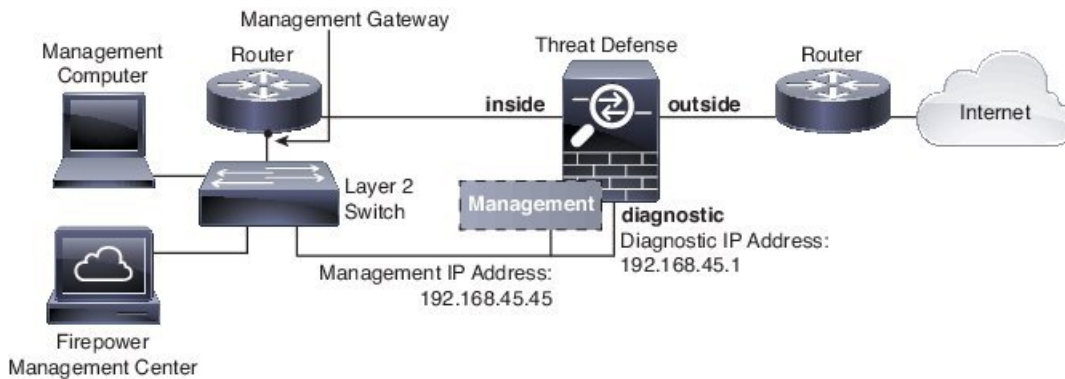 Management Gateway
Management
Computer
Router
Threat Defense
Router
inside
outside
Internet
Layer 2
Switch
Management
diagnostic
Diagnostic IP Address:
192.168.45.1
Management IP Address:
192.168.45.45
Firepower
Management Center